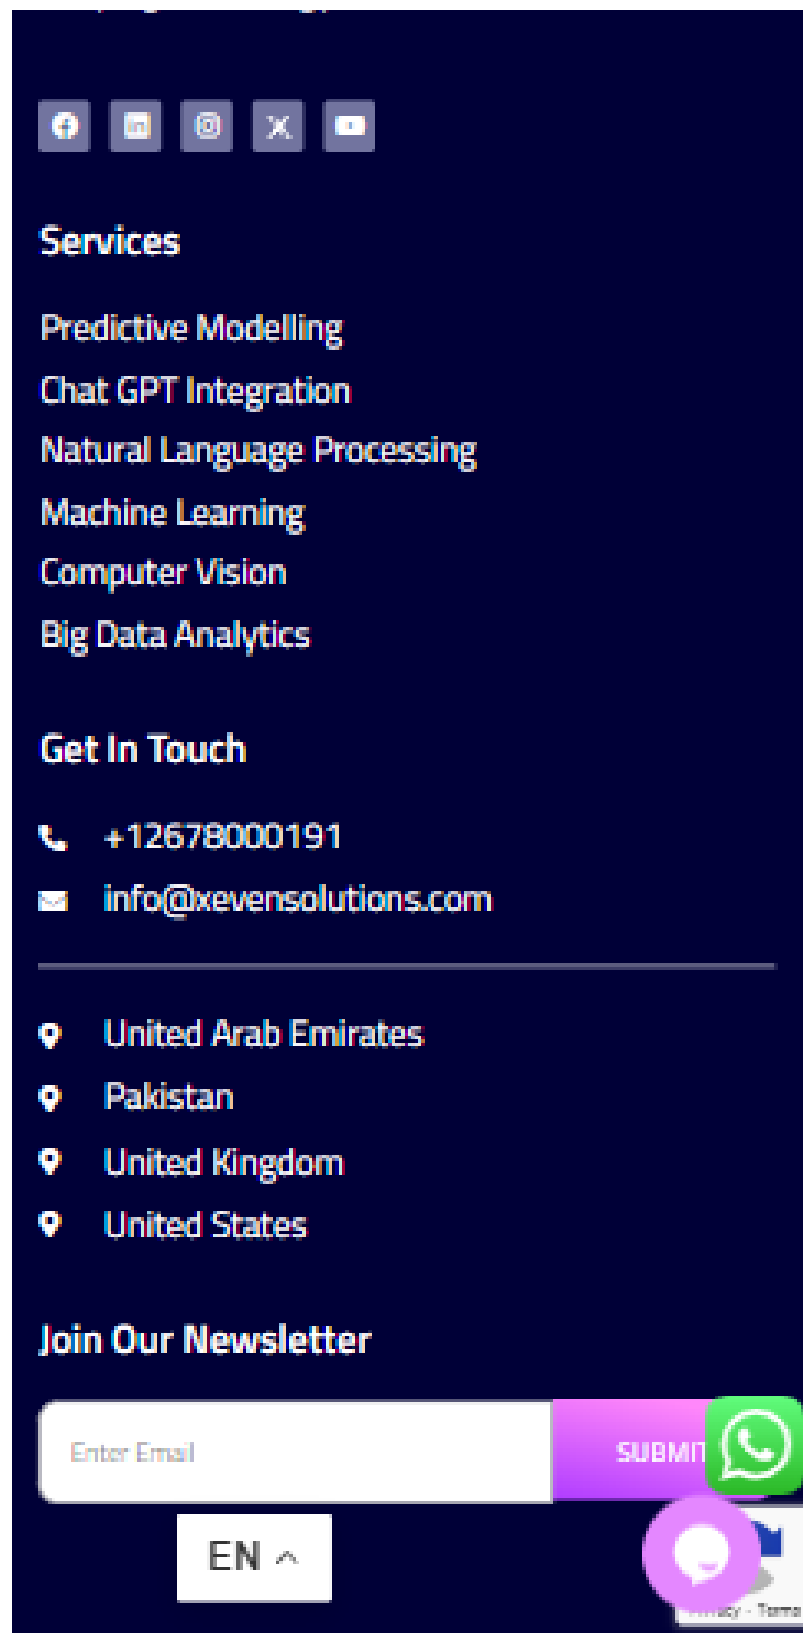 Services
Predictive Modelling
Chat GPT Integration
Natural Language Processing
Machine Learning
Computer Vision
Big Data Analytics
Get In Touch
+12678000191
info@xevensolutions.com
United Arab Emirates
Pakistan
United Kingdom
United States
Join Our Newsletter
Enter Email SUBMIT
EN
- Terms